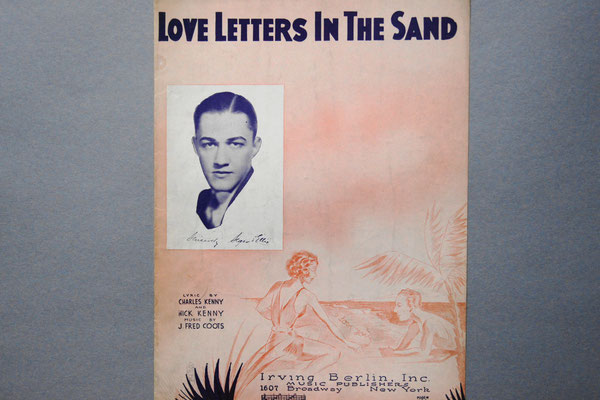 LOVE LETTERS IN THE SAND
Sincerely
LYRIC BY
CHARLES KENNY
AND
NICK KENNY
MUSIC BY
J. FRED COOTS
Irving Berlin, Inc.
MUSIC PUBLISHERS
1607 Broadway New York